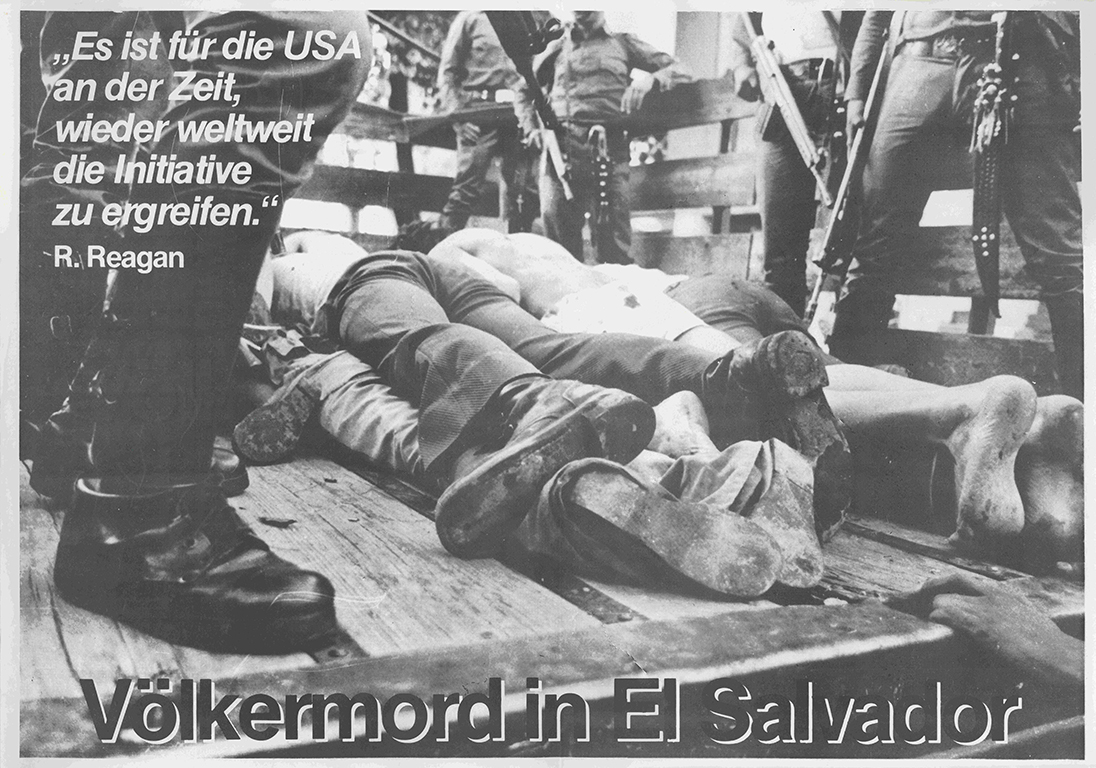 „Es ist für die USA
an der Zeit,
wieder weltweit
die Initiative
zu ergreifen.“
R. Reagan
Völkermord in El Salvador